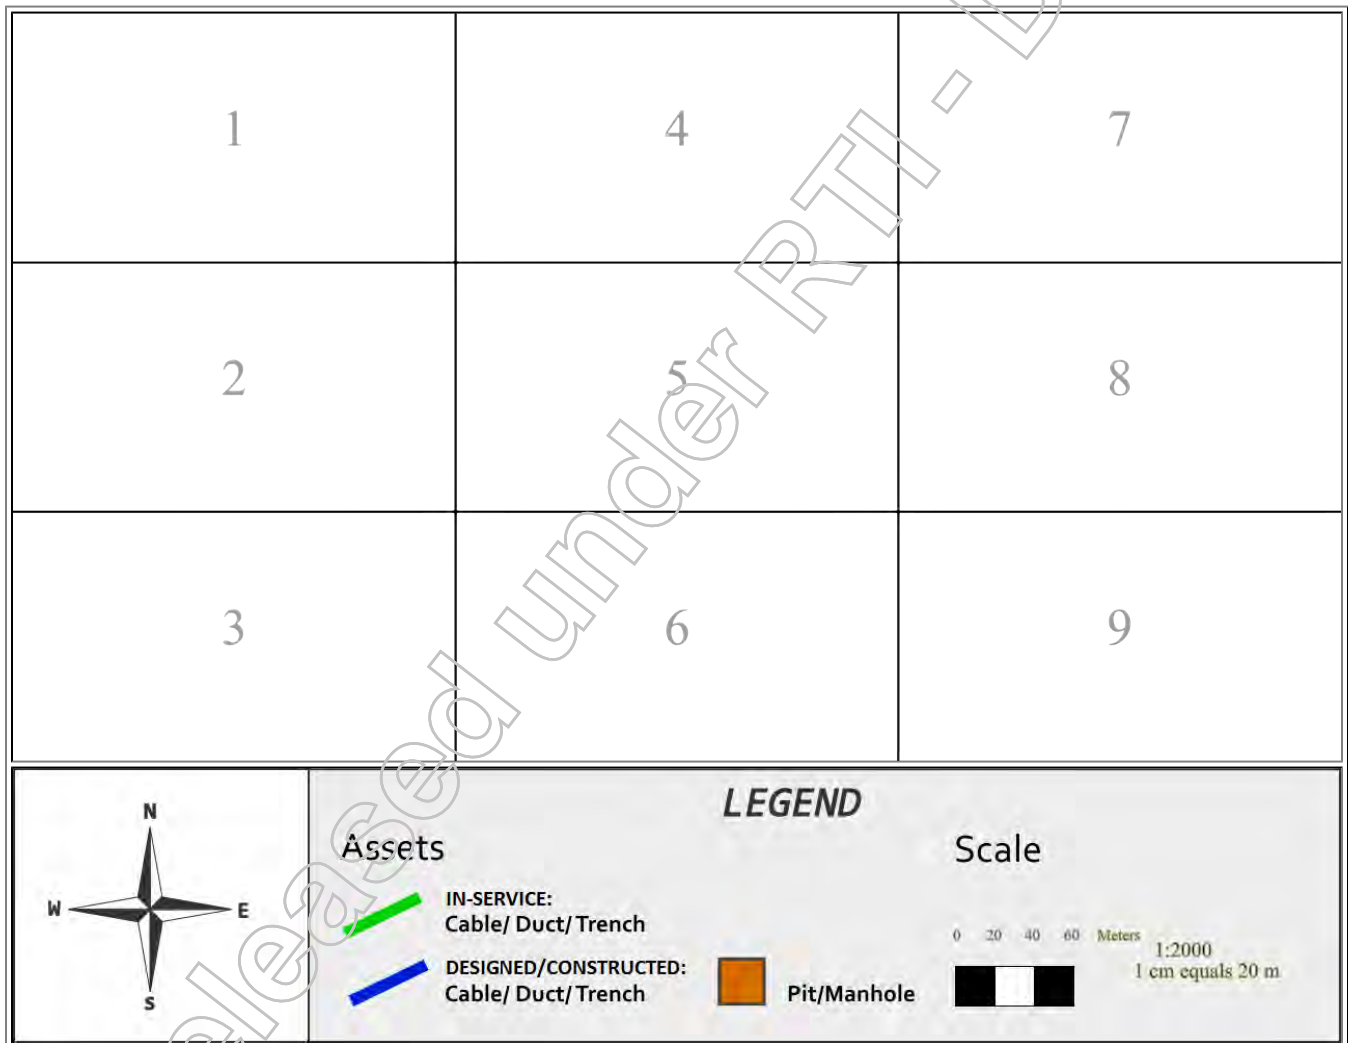 1 4 7
2 5 8
3 6 9
eleased under RTI - D
LEGEND
Assets
Scale
N
W E
S
IN-SERVICE:
Cable/ Duct/ Trench
DESIGNED/CONSTRUCTED:
Cable/ Duct/ Trench
Pit/Manhole
0 20 40 60 Meters
1:2000
1 cm equals 20 m